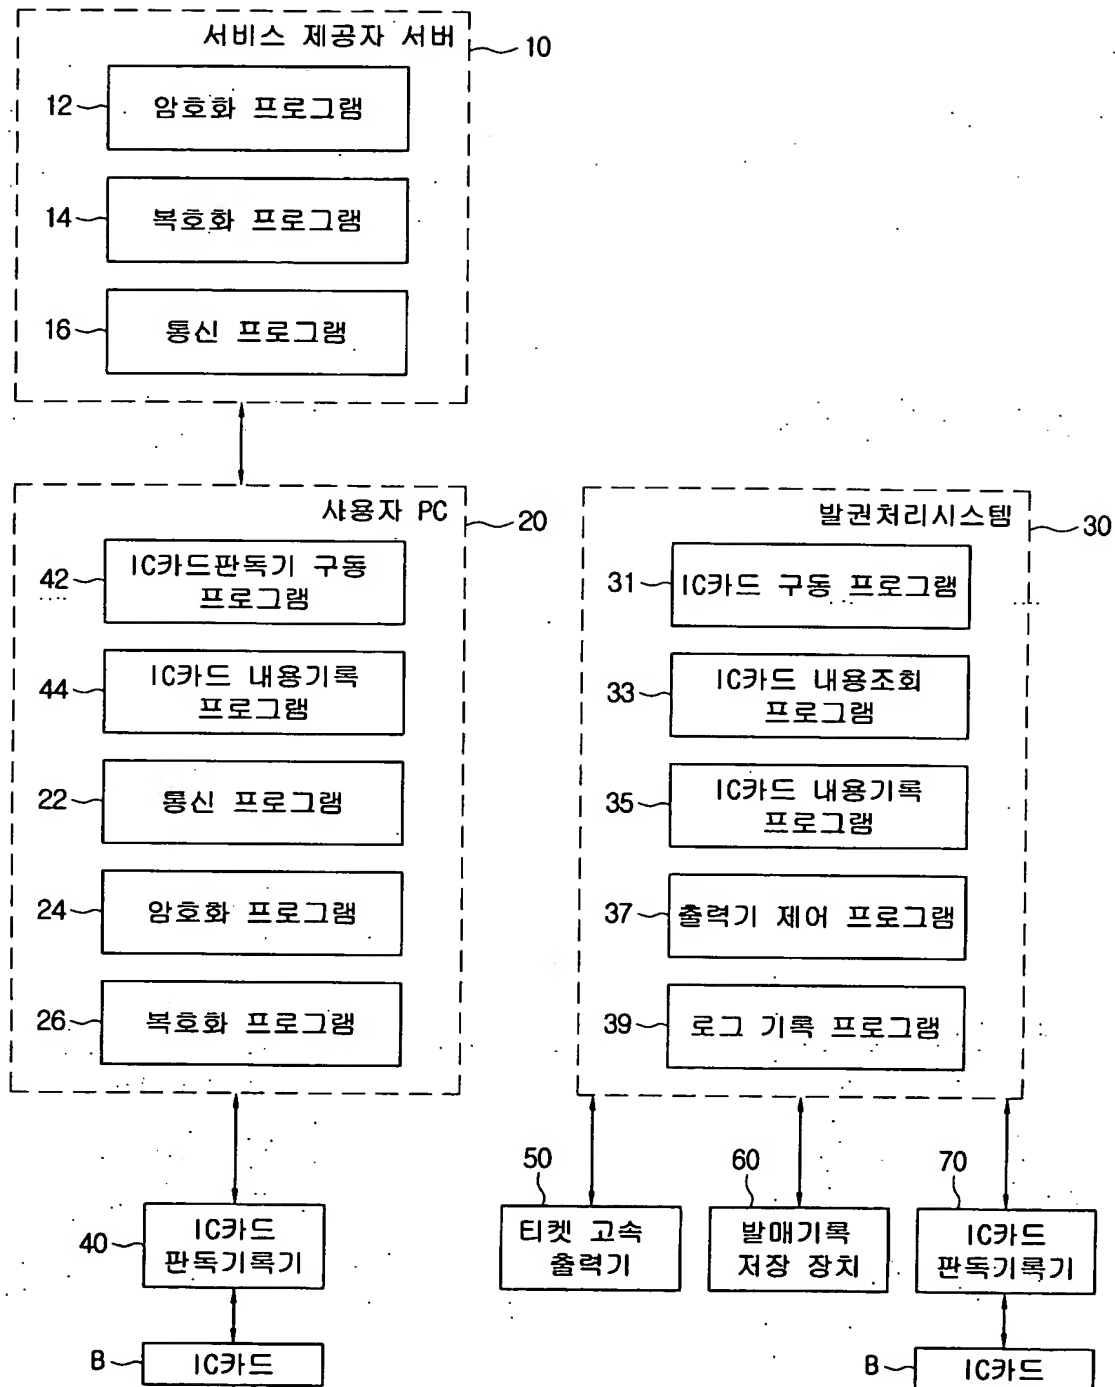 서비스 제공자 서버
10
12
암호화 프로그램
14
복호화 프로그램
16
통신 프로그램
사용자 PC
20
42
IC카드판독기 구동
프로그램
44
IC카드 내용기록
프로그램
22
통신 프로그램
24
암호화 프로그램
26
복호화 프로그램
40
IC카드
판독기록기
B
IC카드
발권처리시스템
30
31
IC카드 구동 프로그램
33
IC카드 내용조회
프로그램
35
IC카드 내용기록
프로그램
37
출력기 제어 프로그램
39
로그 기록 프로그램
50
티켓 고속
출력기
60
발매기록
저장 장치
70
IC카드
판독기록기
B
IC카드